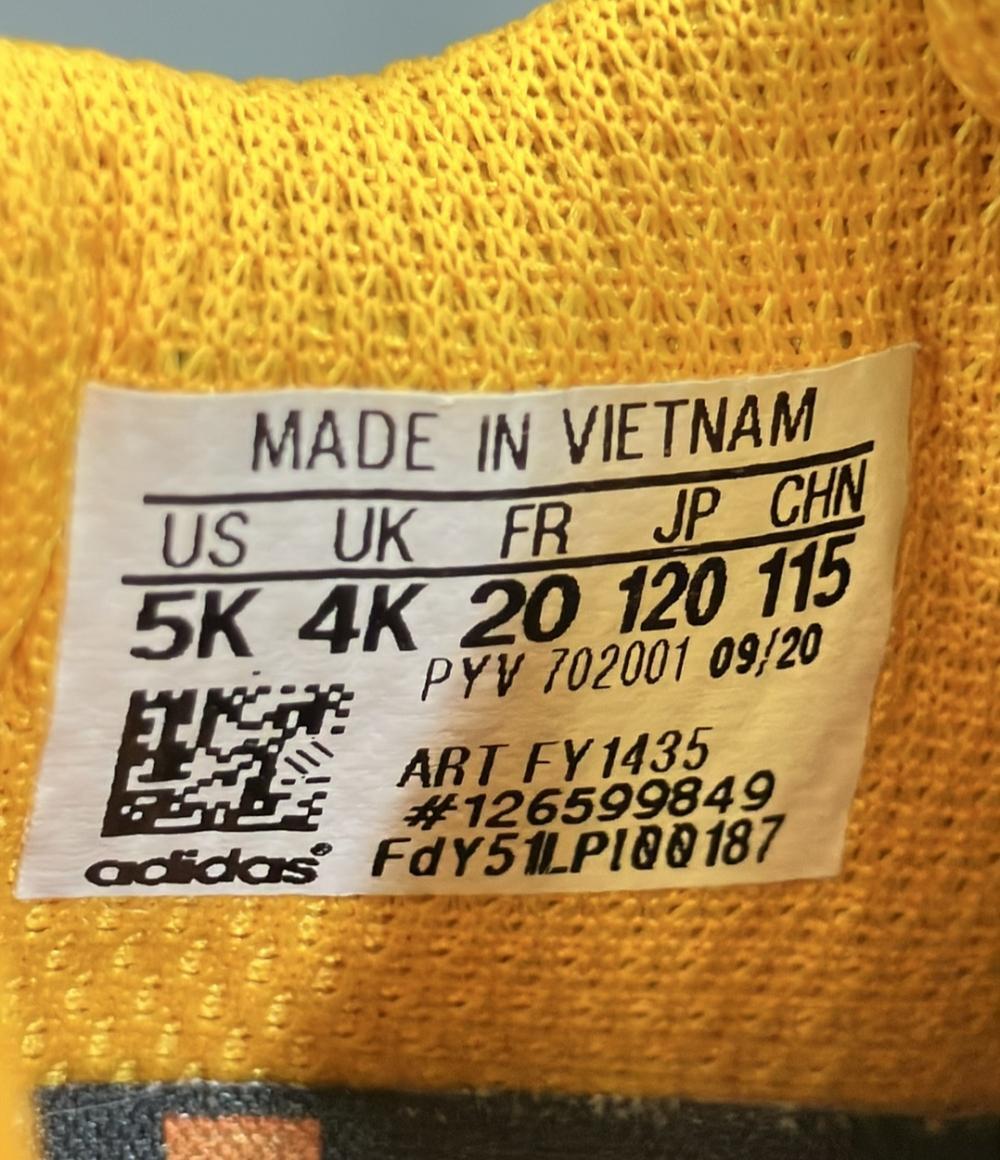 MADE IN VIETNAM
US UK FR JP CHN
5K 4K 20 120 115
PYV 702001 09/20
ART FY1435
#126599849
adidas®